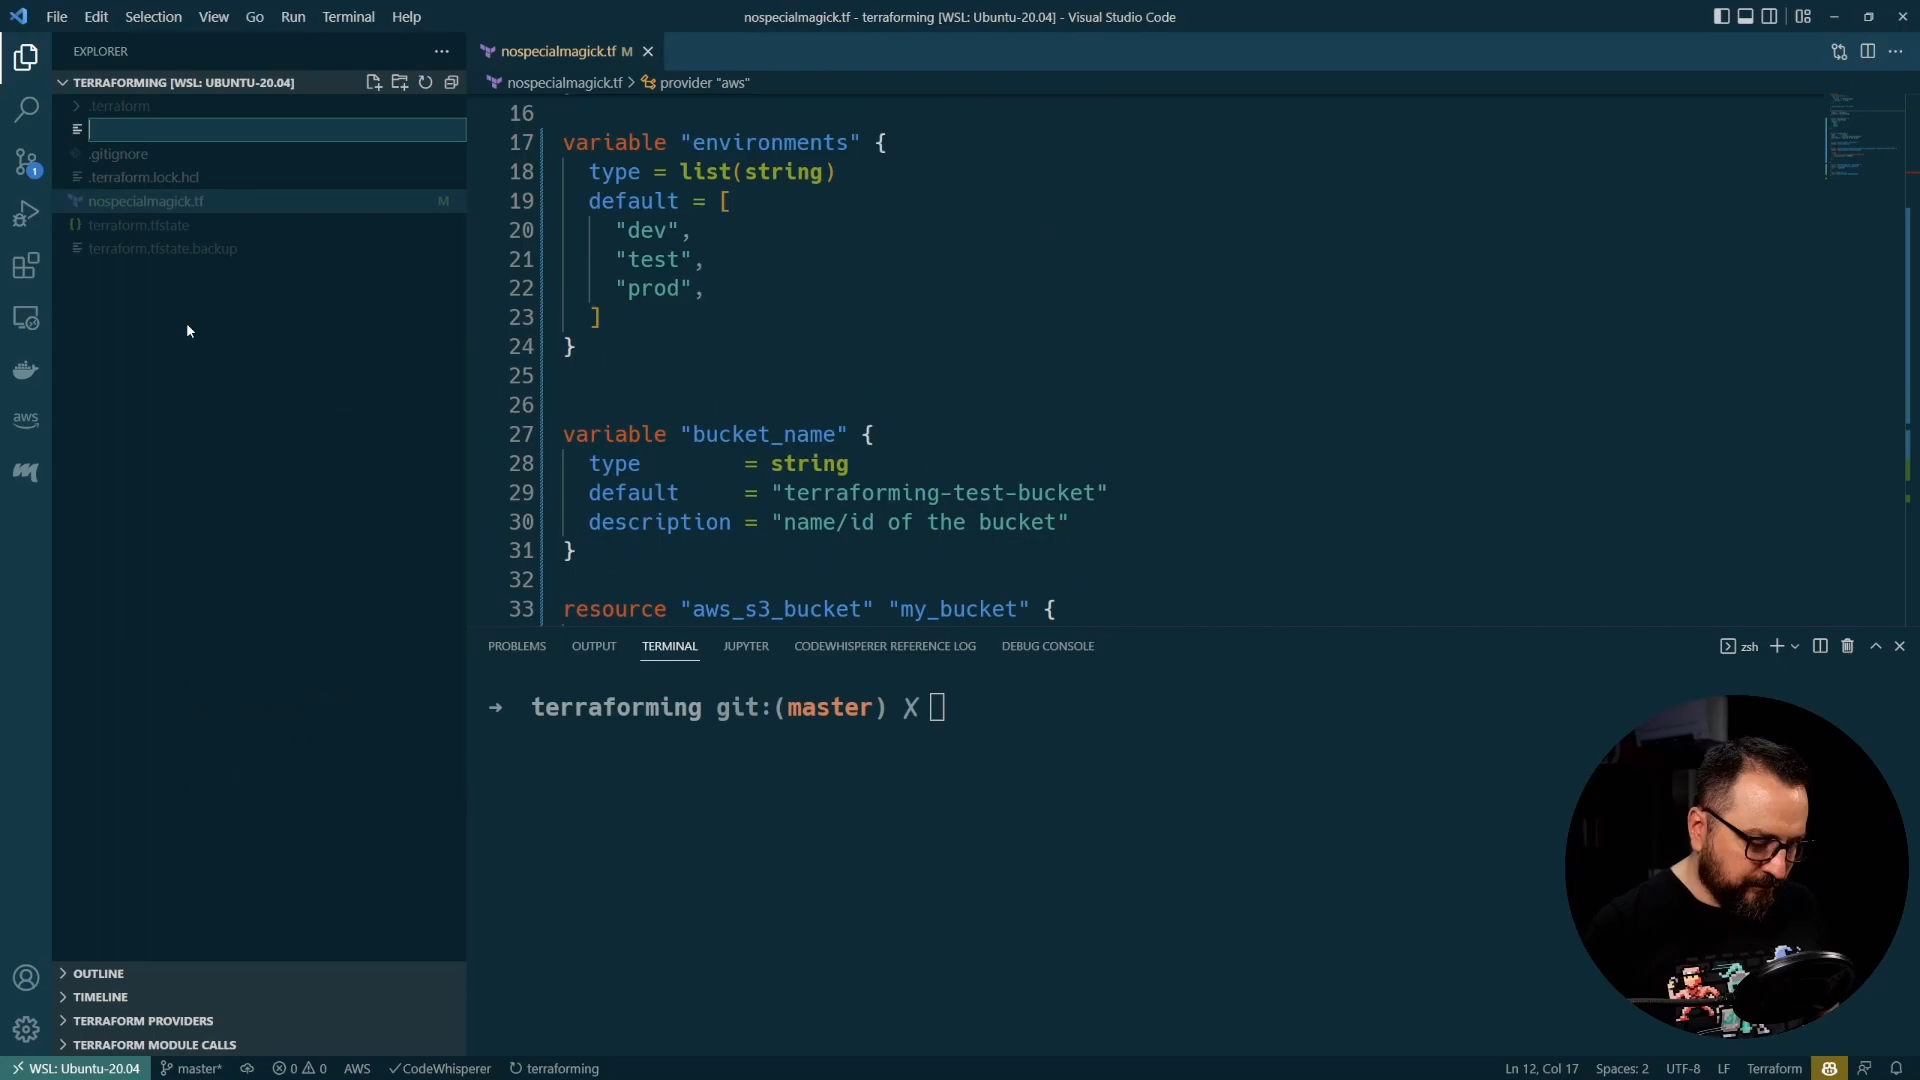 File Edit Selection View Go Run Terminal Help
nospecialmagick.tf - terraforming [WSL: Ubuntu-20.04] - Visual Studio Code
EXPLORER
nospecialmagick.tf M
TERRAFORMING [WSL: UBUNTU-20.04]
nospecialmagick.tf > provider "aws"
.terraform
.gitignore
.terraform.lock.hcl
nospecialmagick.tf M
terraform.tfstate
terraform.tfstate.backup
1
aws
16
17 variable "environments" {
18 type = list(string)
19 default = [
20 "dev",
21 "test",
22 "prod",
23 ]
24 }
25
26
27 variable "bucket_name" {
28 type = string
29 default = "terraforming-test-bucket"
30 description = "name/id of the bucket"
31 }
32
33 resource "aws_s3_bucket" "my_bucket" {
PROBLEMS OUTPUT TERMINAL JUPYTER CODEWHISPERER REFERENCE LOG DEBUG CONSOLE
zsh
→ terraforming git:(master) ✗
OUTLINE
TIMELINE
TERRAFORM PROVIDERS
TERRAFORM MODULE CALLS
WSL: Ubuntu-20.04 master* 0 0 AWS ✓CodeWhisperer terraforming
Ln 12, Col 17 Spaces: 2 UTF-8 LF Terraform